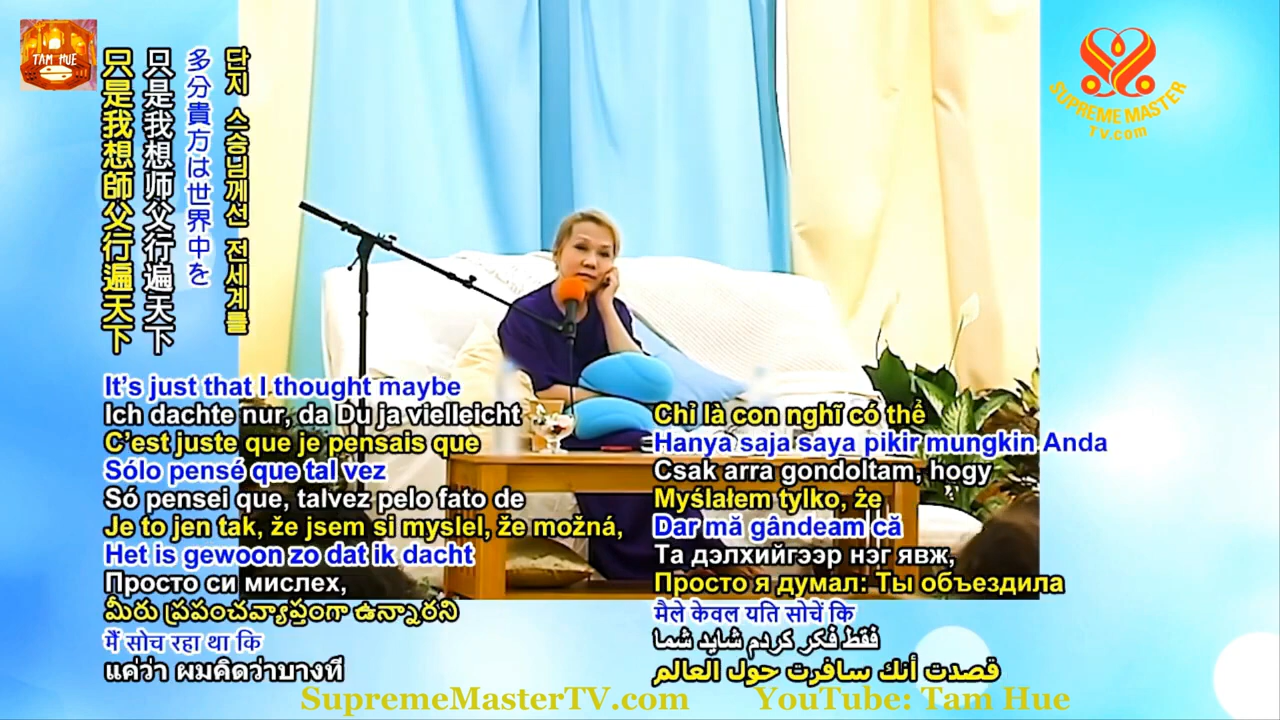 TAM HUE
SUPREME MASTER
TV.com
只是我想師父行遍天下
只是我想师父行遍天下
多分貴方は世界中を
단지 스승님께선 전세계를
It's just that I thought maybe
Ich dachte nur, da Du ja vielleicht
C'est juste que je pensais que
Sólo pensé que tal vez
Só pensei que, talvez pelo fato de
Je to jen tak, že jsem si myslel, že možná,
Het is gewoon zo dat ik dacht
Просто си мислех,
మీరు ప్రపంచవ్యాప్తంగా ఉన్నారని
मैं सोच रहा था कि
แค่ว่า ผมคิดว่าบางที
Chỉ là con nghĩ có thể
Hanya saja saya pikir mungkin Anda
Csak arra gondoltam, hogy
Myślałem tylko, że
Dar mă gândeam că
Та дэлхийгээр нэг явж,
Просто я думал: Ты объездила
मैले केवल यति सोचें कि
فقط فکر کردم شاید شما
قصدت أنك سافرت حول العالم
SupremeMasterTV.com YouTube: Tam Hue